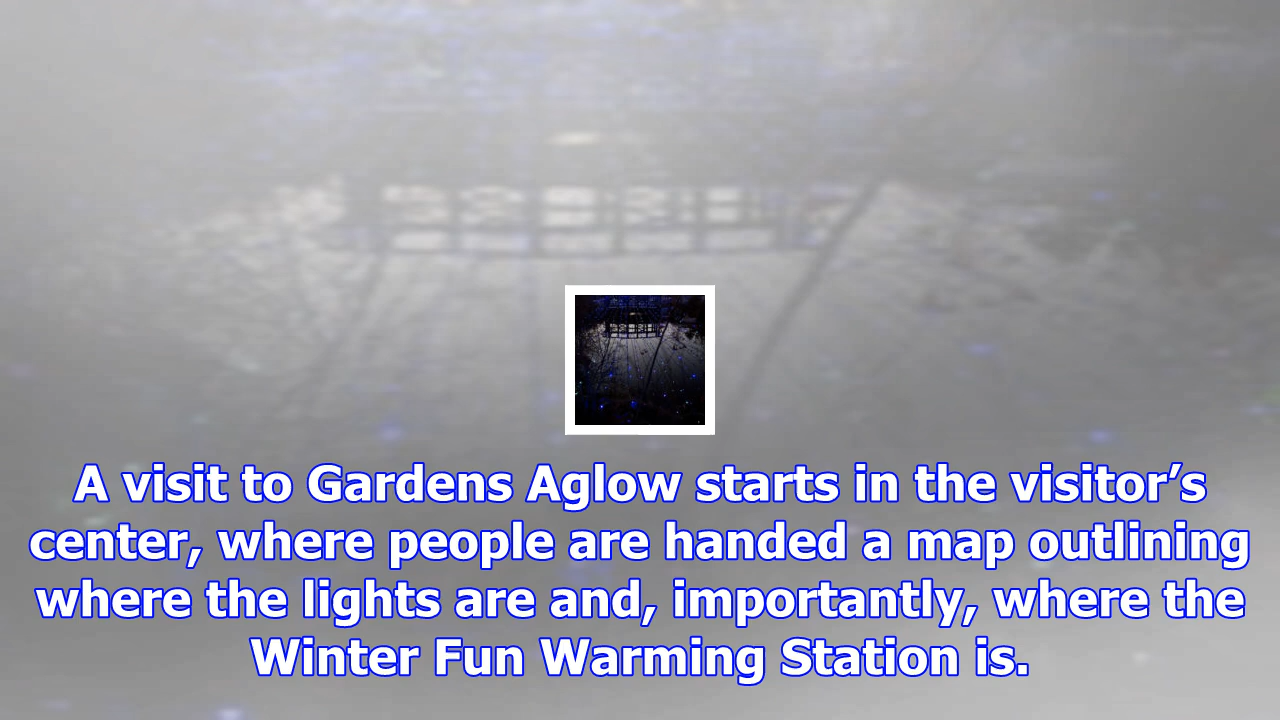 A visit to Gardens Aglow starts in the visitor’s
center, where people are handed a map outlining
where the lights are and, importantly, where the
Winter Fun Warming Station is.